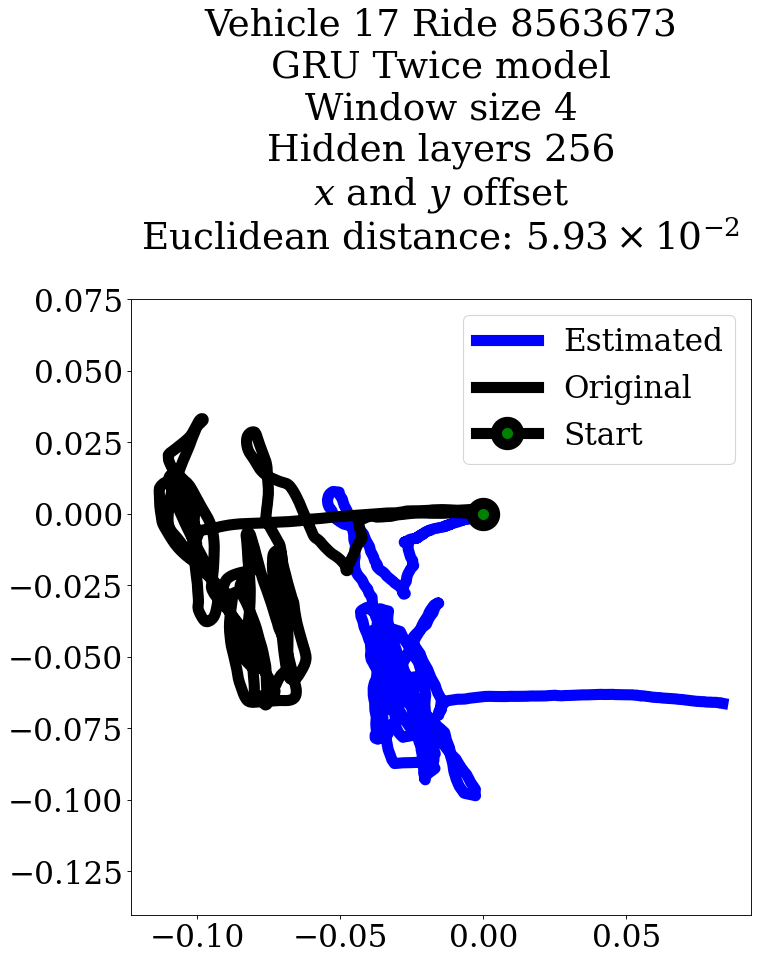 Vehicle 17 Ride 8563673
GRU Twice model
Window size 4
Hidden layers 256
x and y offset
Euclidean distance: 5.93 × 10⁻²
Estimated
Original
Start
0.075
0.050
0.025
0.000
−0.025
−0.050
−0.075
−0.100
−0.125
−0.10
−0.05
0.00
0.05